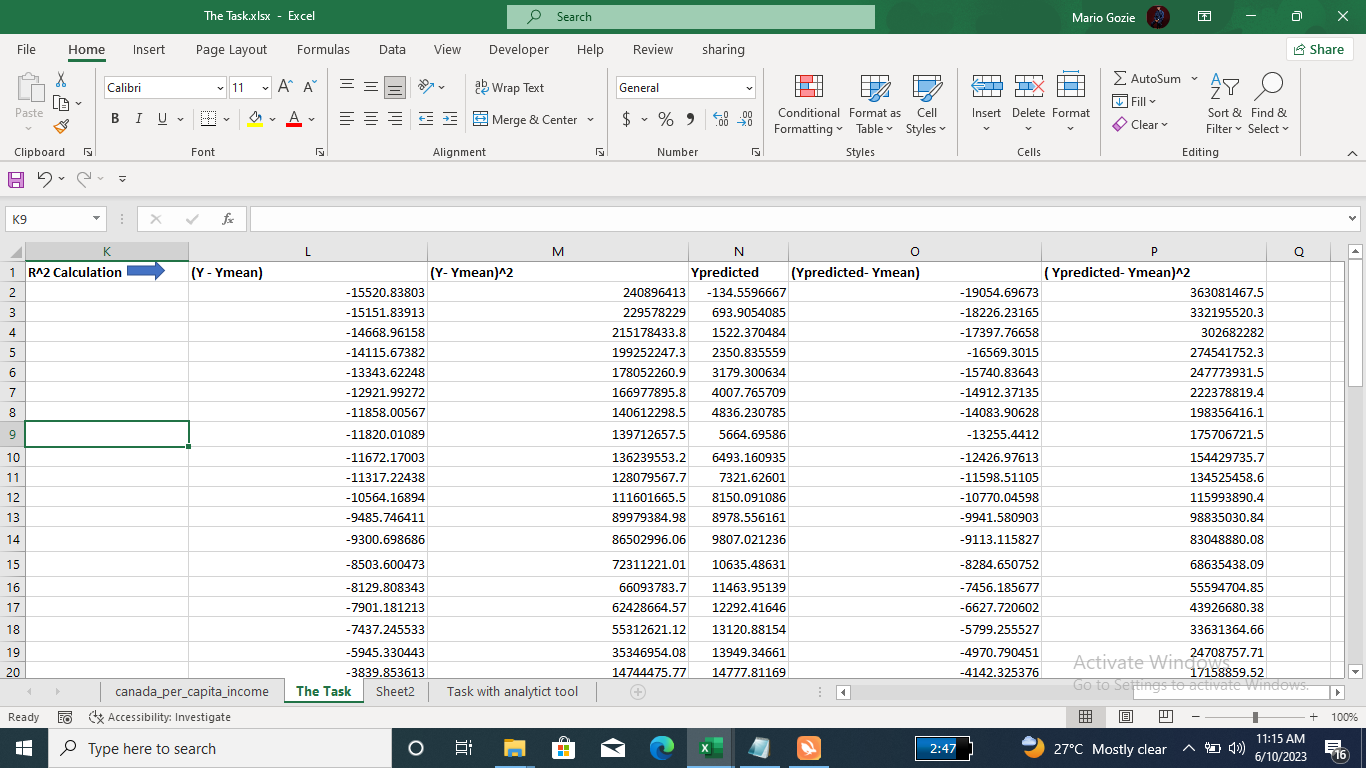 The Task.xlsx - Excel
Search
Mario Gozie
File Home Insert Page Layout Formulas Data View Developer Help Review sharing
Share
Paste
Calibri 11
B I U
Wrap Text
Merge & Center
General
$ %
Conditional Formatting
Format as Table
Cell Styles
Insert
Delete
Format
AutoSum
Fill
Clear
Sort & Filter
Find & Select
Clipboard Font Alignment Number Styles Cells Editing
K9 fx
K L M N O P Q
1 R^2 Calculation (Y - Ymean) (Y- Ymean)^2 Ypredicted (Ypredicted- Ymean) ( Ypredicted- Ymean)^2
2 -15520.83803 240896413 -134.5596667 -19054.69673 363081467.5
3 -15151.83913 229578229 693.9054085 -18226.23165 332195520.3
4 -14668.96158 215178433.8 1522.370484 -17397.76658 302682282
5 -14115.67382 199252247.3 2350.835559 -16569.3015 274541752.3
6 -13343.62248 178052260.9 3179.300634 -15740.83643 247773931.5
7 -12921.99272 166977895.8 4007.765709 -14912.37135 222378819.4
8 -11858.00567 140612298.5 4836.230785 -14083.90628 198356416.1
9 -11820.01089 139712657.5 5664.69586 -13255.4412 175706721.5
10 -11672.17003 136239553.2 6493.160935 -12426.97613 154429735.7
11 -11317.22438 128079567.7 7321.62601 -11598.51105 134525458.6
12 -10564.16894 111601665.5 8150.091086 -10770.04598 115993890.4
13 -9485.746411 89979384.98 8978.556161 -9941.580903 98835030.84
14 -9300.698686 86502996.06 9807.021236 -9113.115827 83048880.08
15 -8503.600473 72311221.01 10635.48631 -8284.650752 68635438.09
16 -8129.808343 66093783.7 11463.95139 -7456.185677 55594704.85
17 -7901.181213 62428664.57 12292.41646 -6627.720602 43926680.38
18 -7437.245533 55312621.12 13120.88154 -5799.255527 33631364.66
19 -5945.330443 35346954.08 13949.34661 -4970.790451 24708757.71
20 -3839.853613 14744475.77 14777.81169 -4142.325376 17158859.52
Activate Windows
Go to Settings to activate Windows.
canada_per_capita_income The Task Sheet2 Task with analytict tool
Ready Accessibility: Investigate 100%
Type here to search
2:47
27°C Mostly clear
11:15 AM
6/10/2023
16